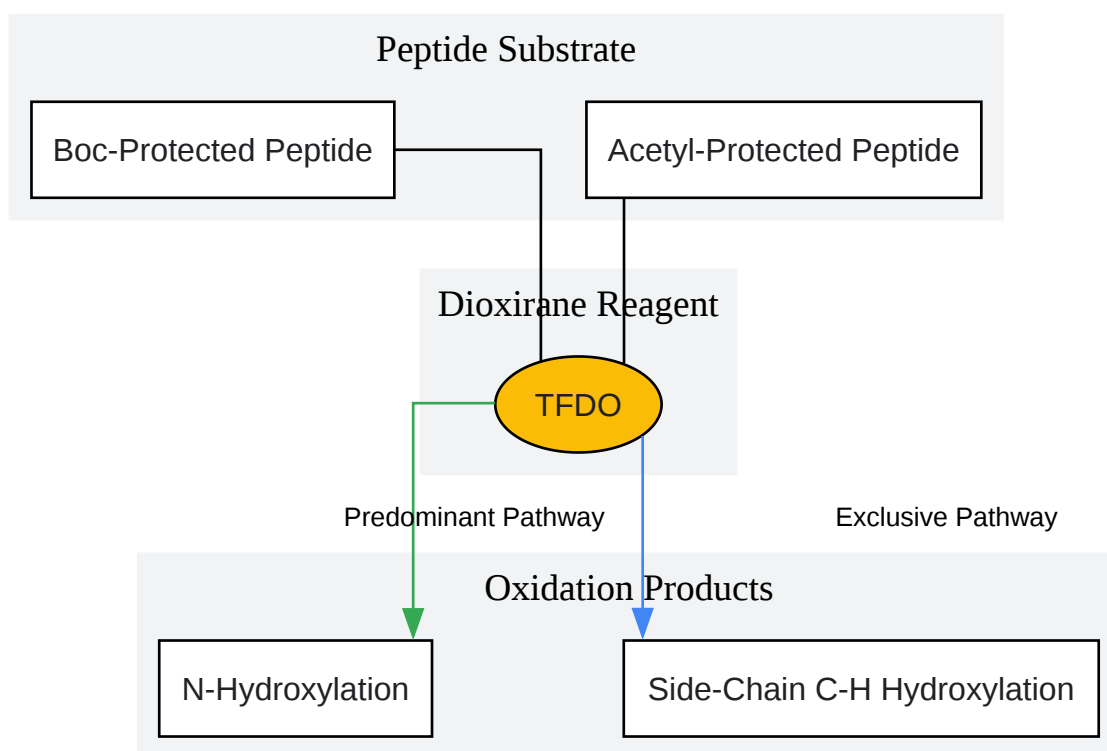 Peptide Substrate
Boc-Protected Peptide
Acetyl-Protected Peptide
Dioxirane Reagent
TFDO
Predominant Pathway
Exclusive Pathway
Oxidation Products
N-Hydroxylation
Side-Chain C-H Hydroxylation